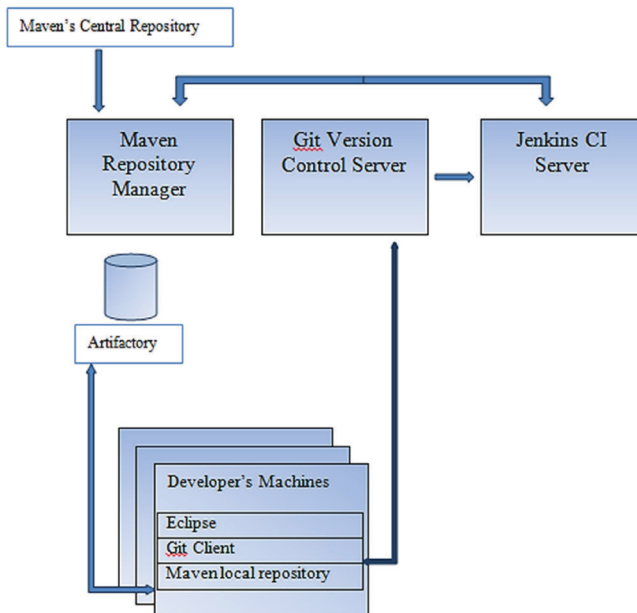 Maven's Central Repository
Maven
Repository
Manager
Git Version
Control Server
Jenkins CI
Server
Artifactory
Developer's Machines
Eclipse
Git Client
Maven local repository